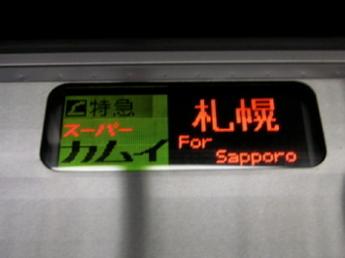 特急
スーパー
カムイ
札幌
For
Sapporo